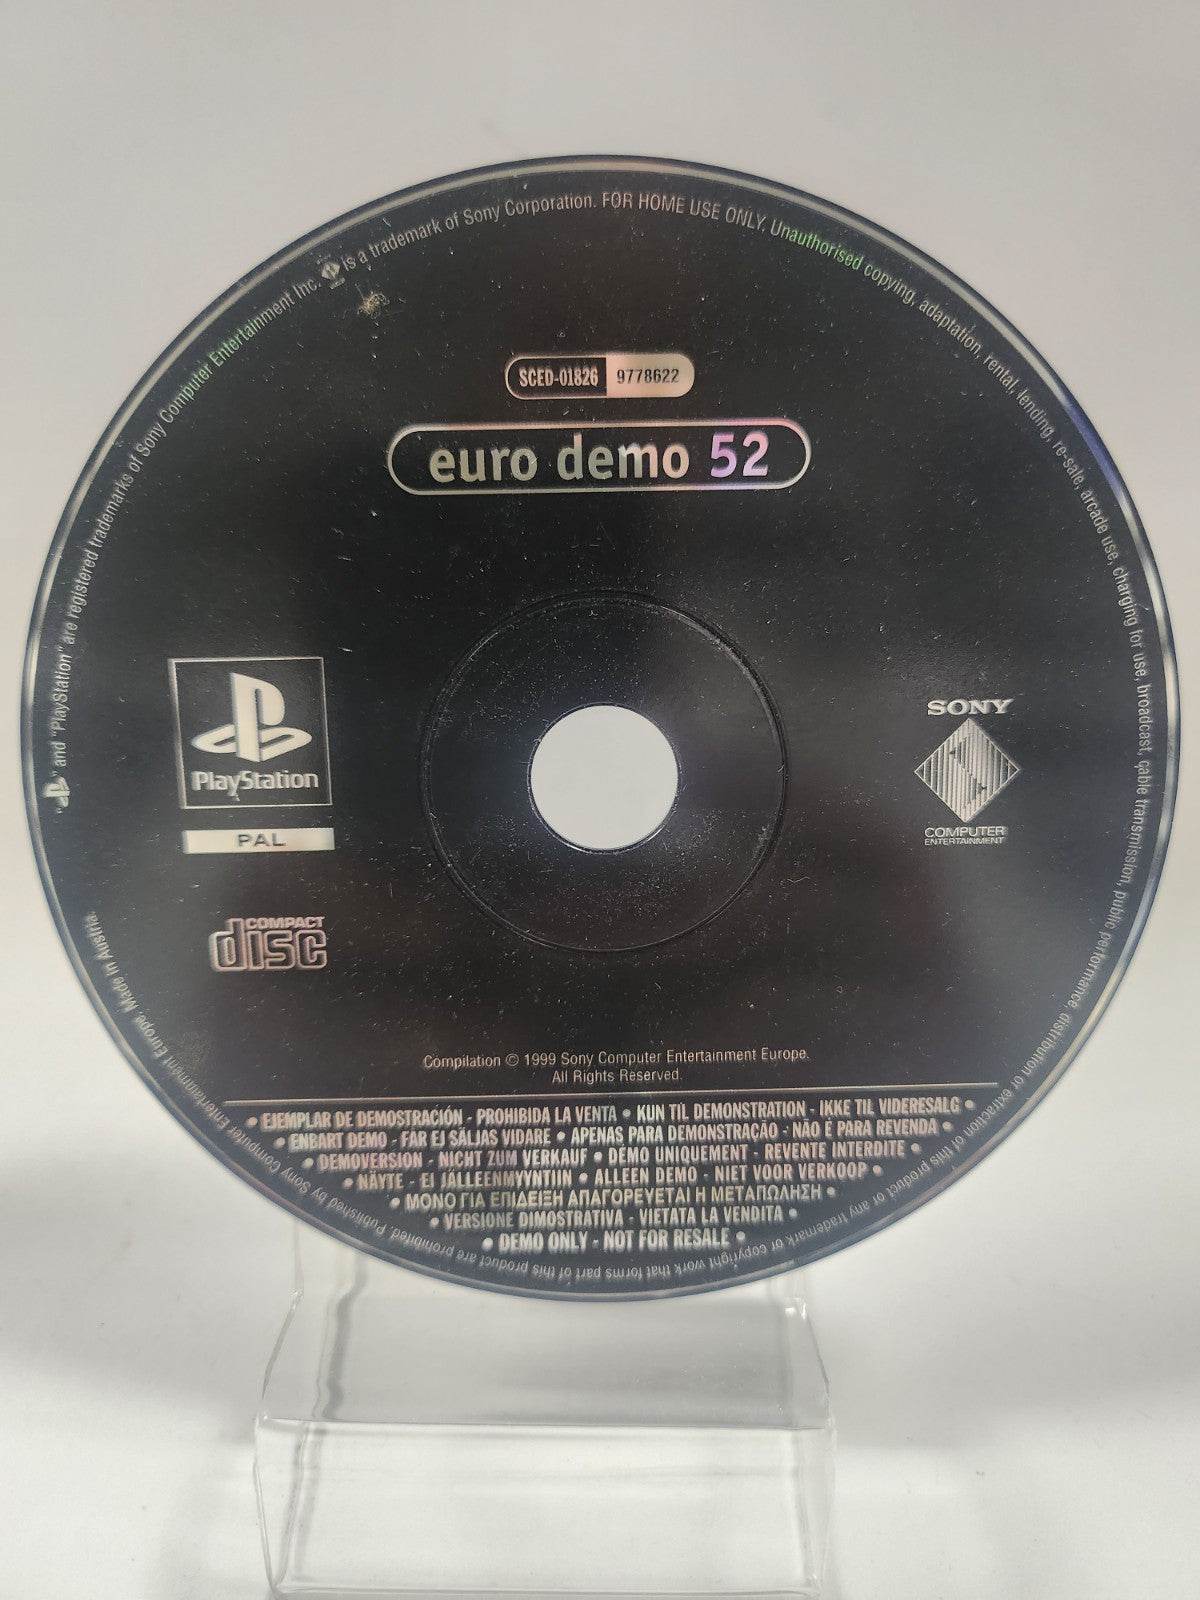 "PS" and "PlayStation" are registered trademarks of Sony Computer Entertainment Inc. is a trademark of Sony Corporation. FOR HOME USE ONLY. Unauthorised copying, adaptation, rental, lending, re-sale, arcade use, charging for use, broadcast, cable transmission, public performance, distribution or extraction of this product or any trademark or copyright work that forms part of this product are prohibited. Published by Sony Computer Entertainment Europe. Made in Austria.
SCED-01826 9778622
euro demo 52
PlayStation
PAL
SONY
COMPUTER
ENTERTAINMENT
COMPACT
disc
Compilation © 1999 Sony Computer Entertainment Europe.
All Rights Reserved.
• EJEMPLAR DE DEMOSTRACIÓN - PROHIBIDA LA VENTA • KUN TIL DEMONSTRATION - IKKE TIL VIDERESALG •
• ENBART DEMO - FÅR EJ SÄLJAS VIDARE • APENAS PARA DEMONSTRAÇÃO - NÃO É PARA REVENDA •
• DEMOVERSION - NICHT ZUM VERKAUF • DÉMO UNIQUEMENT - REVENTE INTERDITE •
• NÄYTE - EI JÄLLEENMYYNTIIN • ALLEEN DEMO - NIET VOOR VERKOOP •
• ΜΟΝΟ ΓΙΑ ΕΠΙΔΕΙΞΗ ΑΠΑΓΟΡΕΥΕΤΑΙ Η ΜΕΤΑΠΩΛΗΣΗ •
• VERSIONE DIMOSTRATIVA - VIETATA LA VENDITA •
• DEMO ONLY - NOT FOR RESALE •